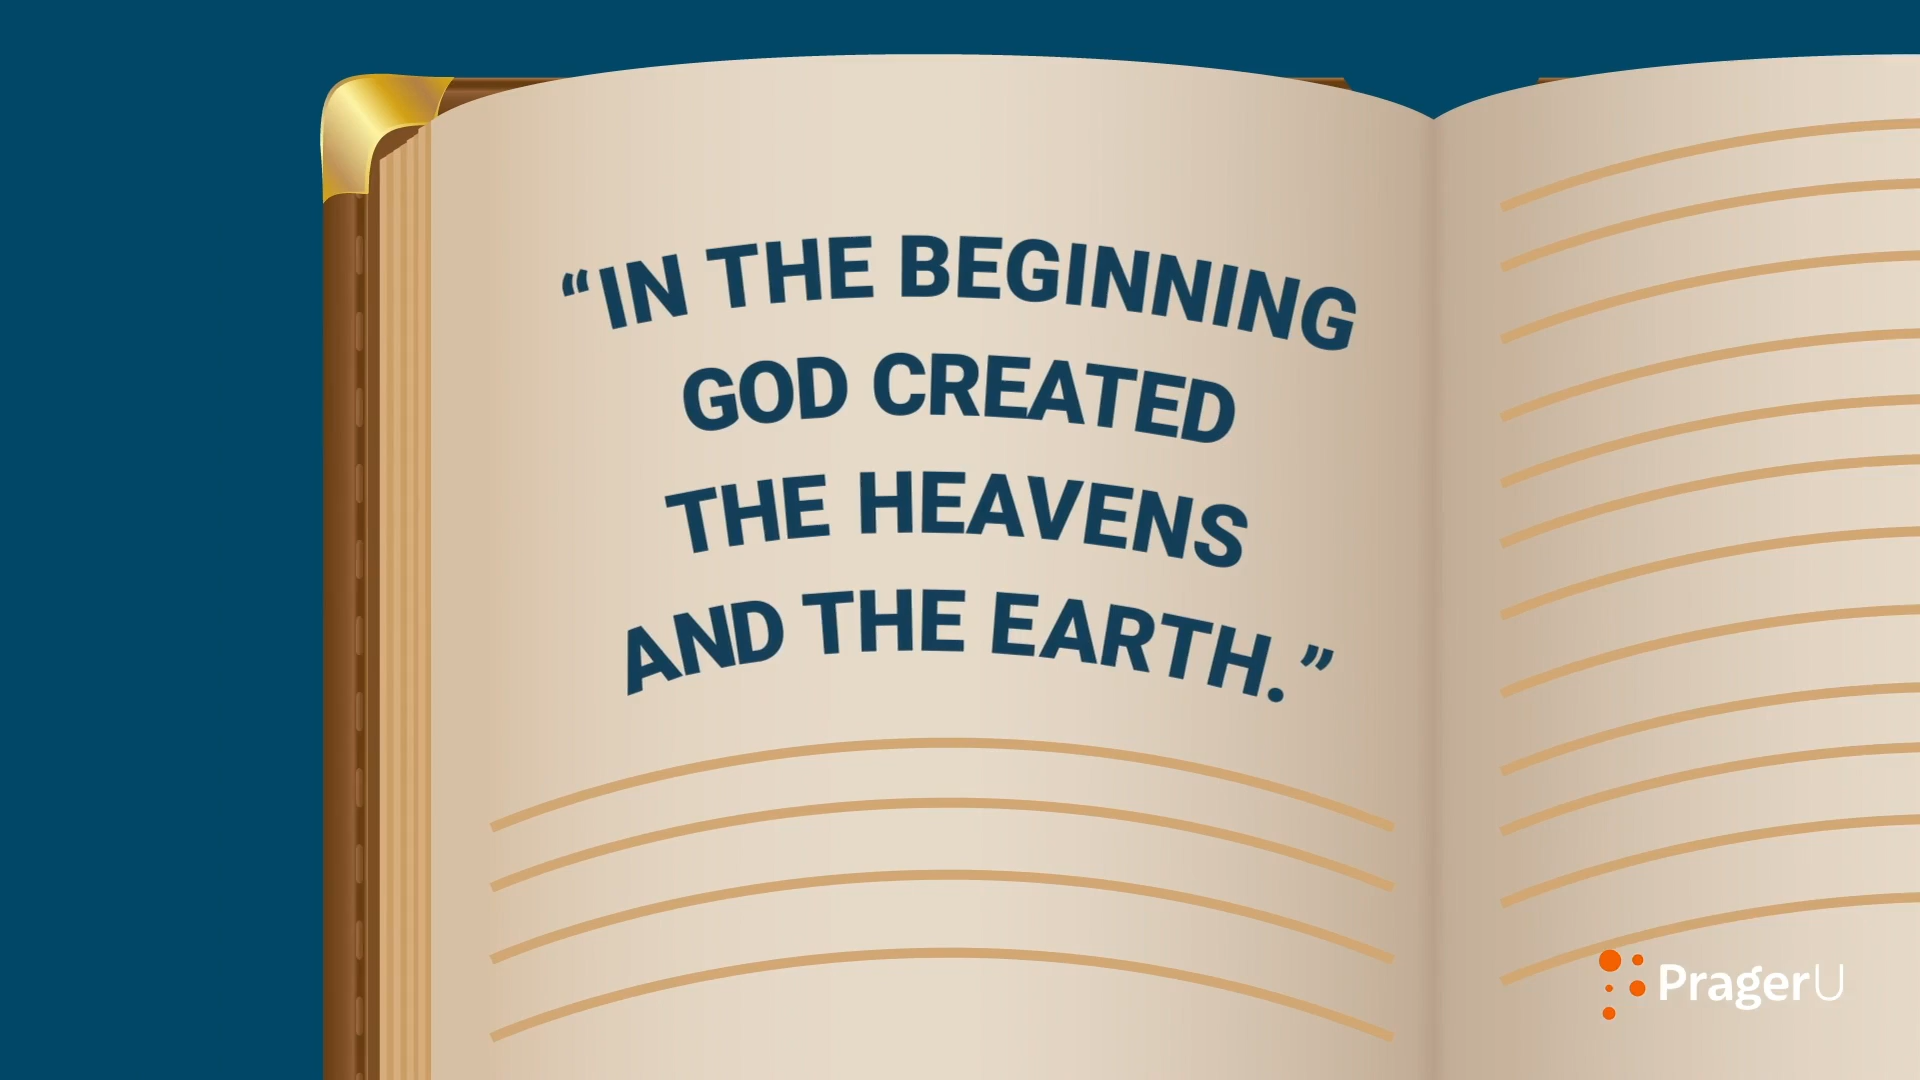 “IN THE BEGINNING
GOD CREATED
THE HEAVENS
AND THE EARTH.”
PragerU